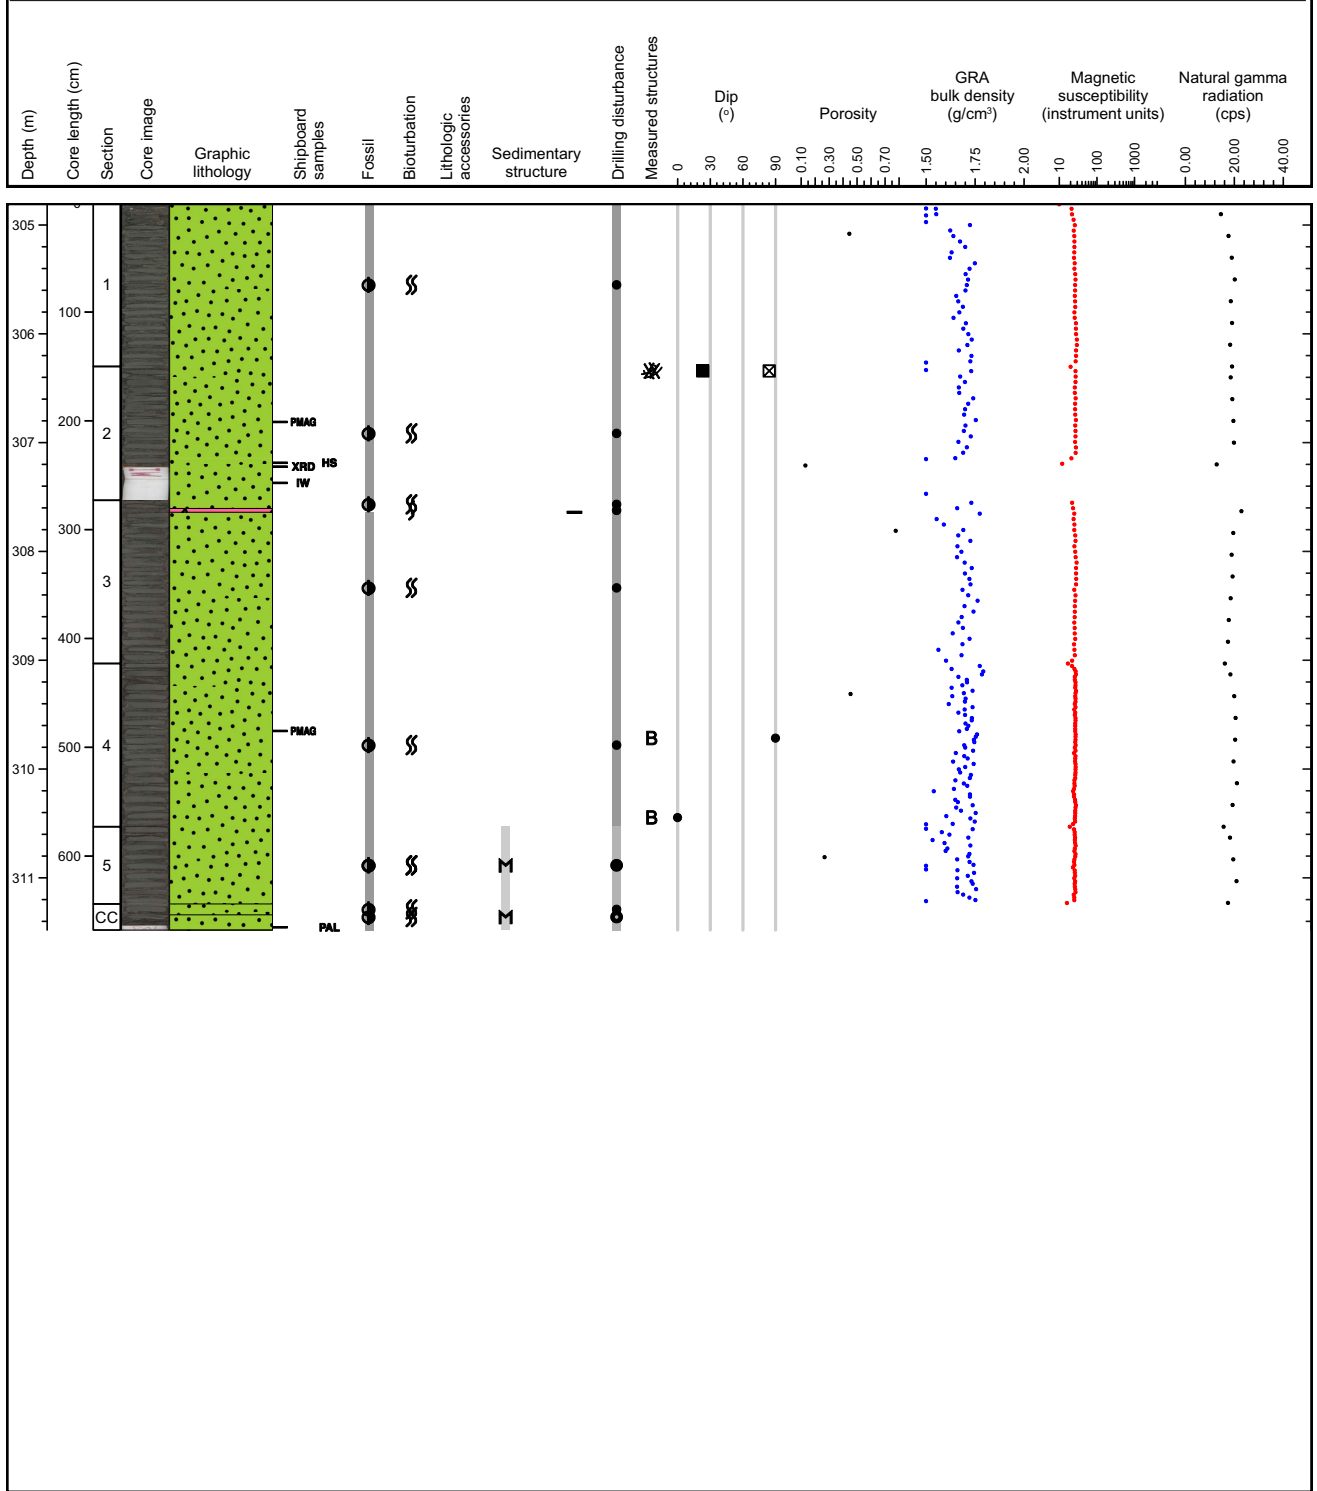 Depth (m)
Core length (cm)
Section
Core image
Graphic
lithology
Shipboard
samples
Fossil
Bioturbation
Lithologic
accessories
Sedimentary
structure
Drilling disturbance
Measured structures
Dip
(o)
0
30
60
90
Porosity
0.10
0.30
0.50
0.70
GRA
bulk density
(g/cm3)
1.50
1.75
2.00
Magnetic
susceptibility
(instrument units)
10
100
1000
Natural gamma
radiation
(cps)
0.00
20.00
40.00
305
1
100
306
200
PMAG
2
307
HS
XRD
IW
300
308
3
400
309
PMAG
B
500
4
310
B
600
5
311
CC
PAL